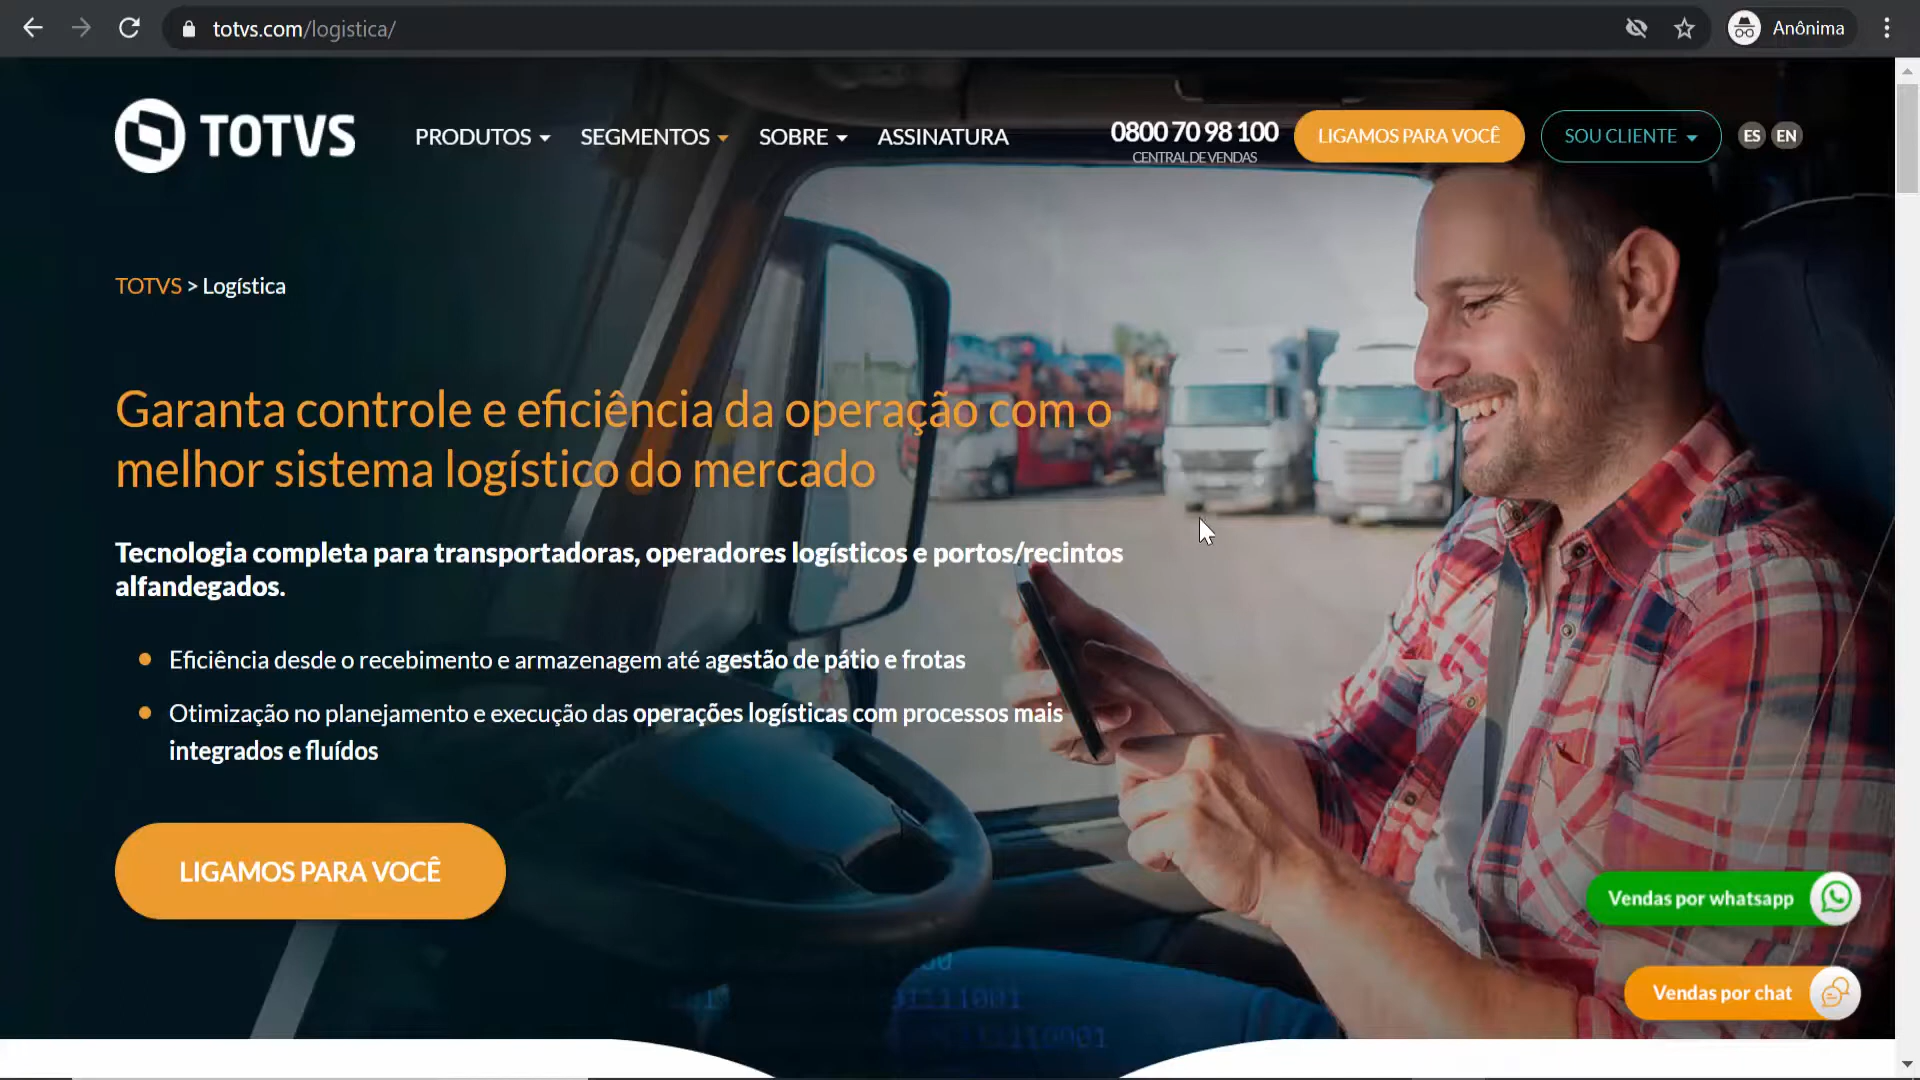 totvs.com/logistica/
Anônima
TOTVS
PRODUTOS
SEGMENTOS
SOBRE
ASSINATURA
0800 70 98 100
CENTRAL DE VENDAS
LIGAMOS PARA VOCÊ
SOU CLIENTE
ES
EN
TOTVS > Logística
Garanta controle e eficiência da operação com o
melhor sistema logístico do mercado
Tecnologia completa para transportadoras, operadores logísticos e portos/recintos
alfandegados.
Eficiência desde o recebimento e armazenagem até agestão de pátio e frotas
Otimização no planejamento e execução das operações logísticas com processos mais
integrados e fluídos
LIGAMOS PARA VOCÊ
Vendas por whatsapp
Vendas por chat